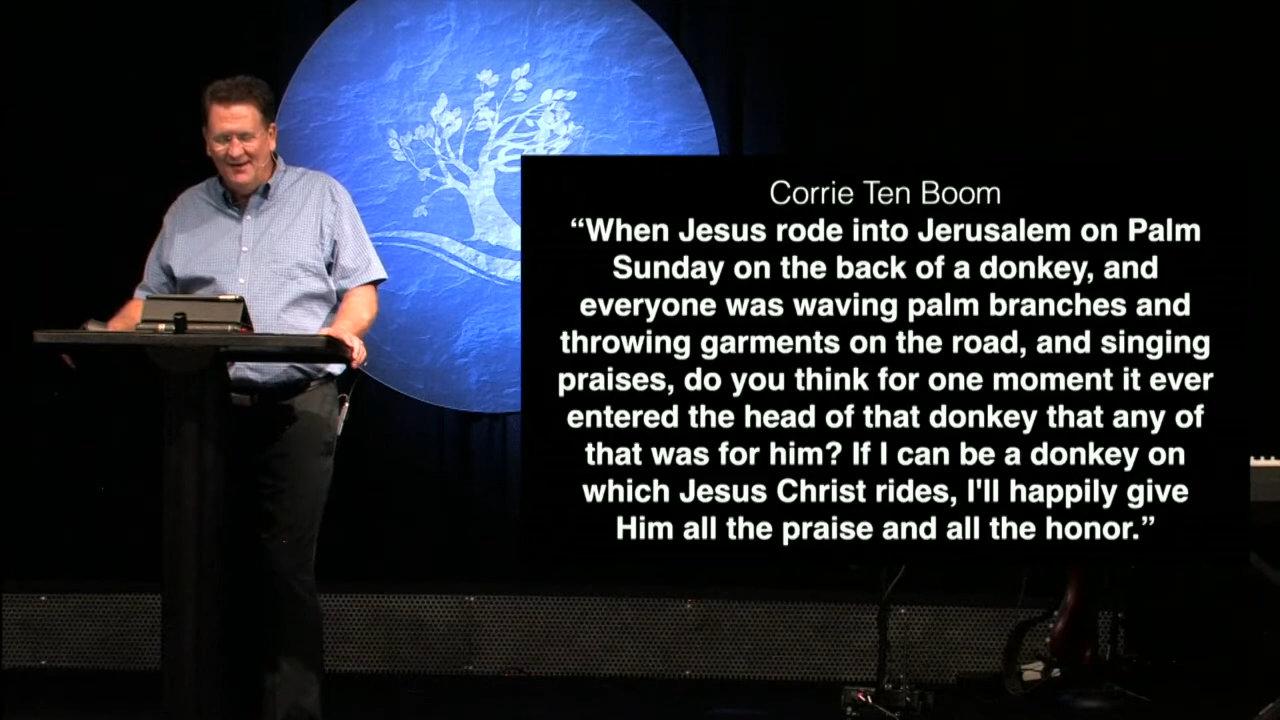 Corrie Ten Boom
“When Jesus rode into Jerusalem on Palm
Sunday on the back of a donkey, and
everyone was waving palm branches and
throwing garments on the road, and singing
praises, do you think for one moment it ever
entered the head of that donkey that any of
that was for him? If I can be a donkey on
which Jesus Christ rides, I'll happily give
Him all the praise and all the honor.”